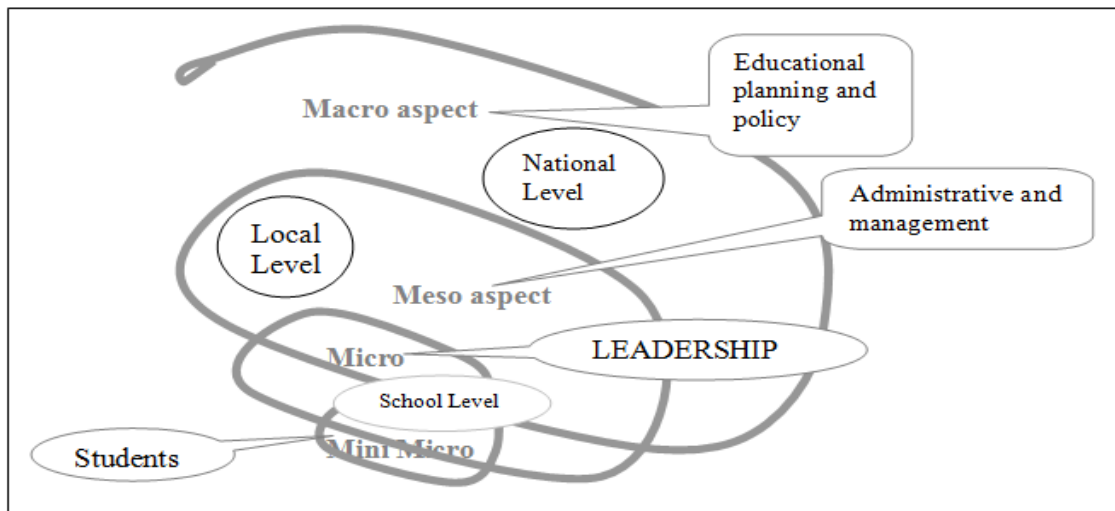 Educational
planning and
policy
Macro aspect
National
Level
Administrative and
management
Local
Level
Meso aspect
Micro
LEADERSHIP
School Level
Mini Micro
Students